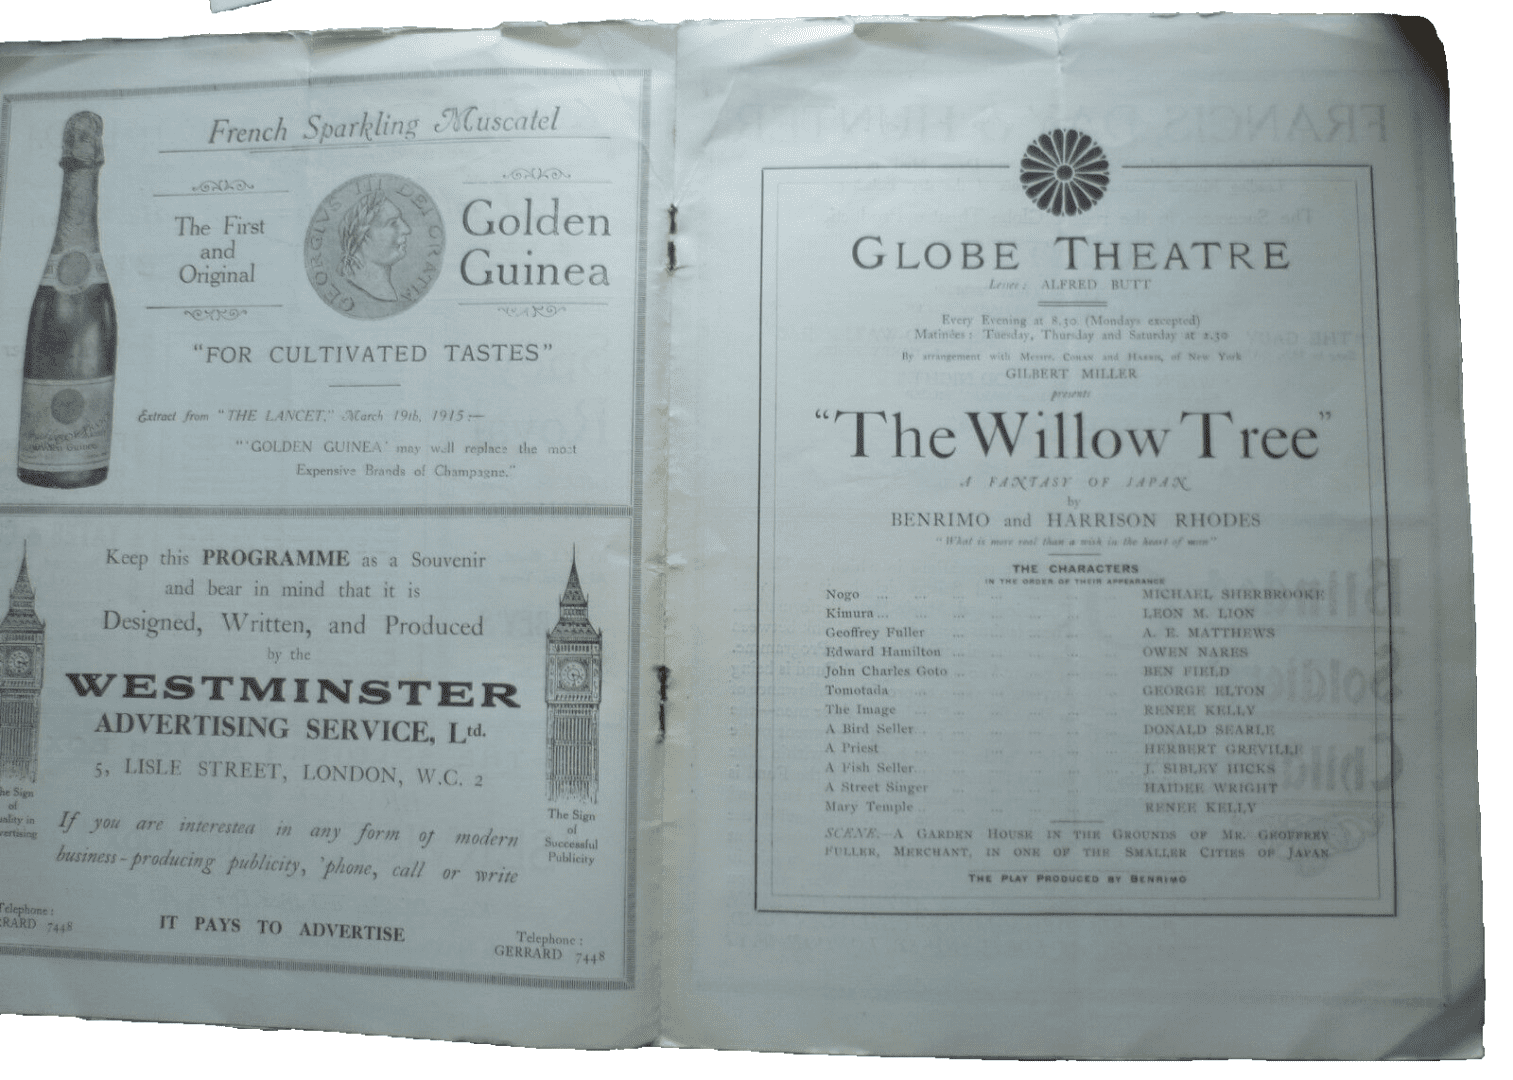 French Sparkling Muscatel
The First
and
Original
GEORGIVS III DEI GRATIA
Golden
Guinea
"FOR CULTIVATED TASTES"
Extract from "THE LANCET," March 19th, 1915:—
"'GOLDEN GUINEA' may well replace the most
Expensive Brands of Champagne."
Keep this PROGRAMME as a Souvenir
and bear in mind that it is
Designed, Written, and Produced
by the
WESTMINSTER
ADVERTISING SERVICE, Ltd.
5, LISLE STREET, LONDON, W.C. 2
he Sign
of
ality in
vertising
The Sign
of
Successful
Publicity
If you are interested in any form of modern
business-producing publicity, 'phone, call or write
Telephone:
RRARD 7448
IT PAYS TO ADVERTISE
Telephone:
GERRARD 7448
GLOBE THEATRE
Lessee: ALFRED BUTT
Every Evening at 8.30 (Mondays excepted)
Matinées: Tuesday, Thursday and Saturday at 2.30
By arrangement with Messrs. Cohan and Harris, of New York
GILBERT MILLER
presents
"The Willow Tree"
A FANTASY OF JAPAN
by
BENRIMO and HARRISON RHODES
"What is more real than a wish in the heart of man"
THE CHARACTERS
IN THE ORDER OF THEIR APPEARANCE
Nogo ... ... ... ... ... ... MICHAEL SHERBROOKE
Kimura ... ... ... ... ... ... LEON M. LION
Geoffrey Fuller ... ... ... ... ... A. E. MATTHEWS
Edward Hamilton ... ... ... ... ... OWEN NARES
John Charles Goto ... ... ... ... ... BEN FIELD
Tomotada ... ... ... ... ... GEORGE ELTON
The Image ... ... ... ... ... RENEE KELLY
A Bird Seller ... ... ... ... ... DONALD SEARLE
A Priest ... ... ... ... ... HERBERT GREVILLE
A Fish Seller ... ... ... ... ... J. SIBLEY HICKS
A Street Singer ... ... ... ... ... HAIDEE WRIGHT
Mary Temple ... ... ... ... ... RENEE KELLY
SCENE.—A GARDEN HOUSE IN THE GROUNDS OF MR. GEOFFREY
FULLER, MERCHANT, IN ONE OF THE SMALLER CITIES OF JAPAN
THE PLAY PRODUCED BY BENRIMO